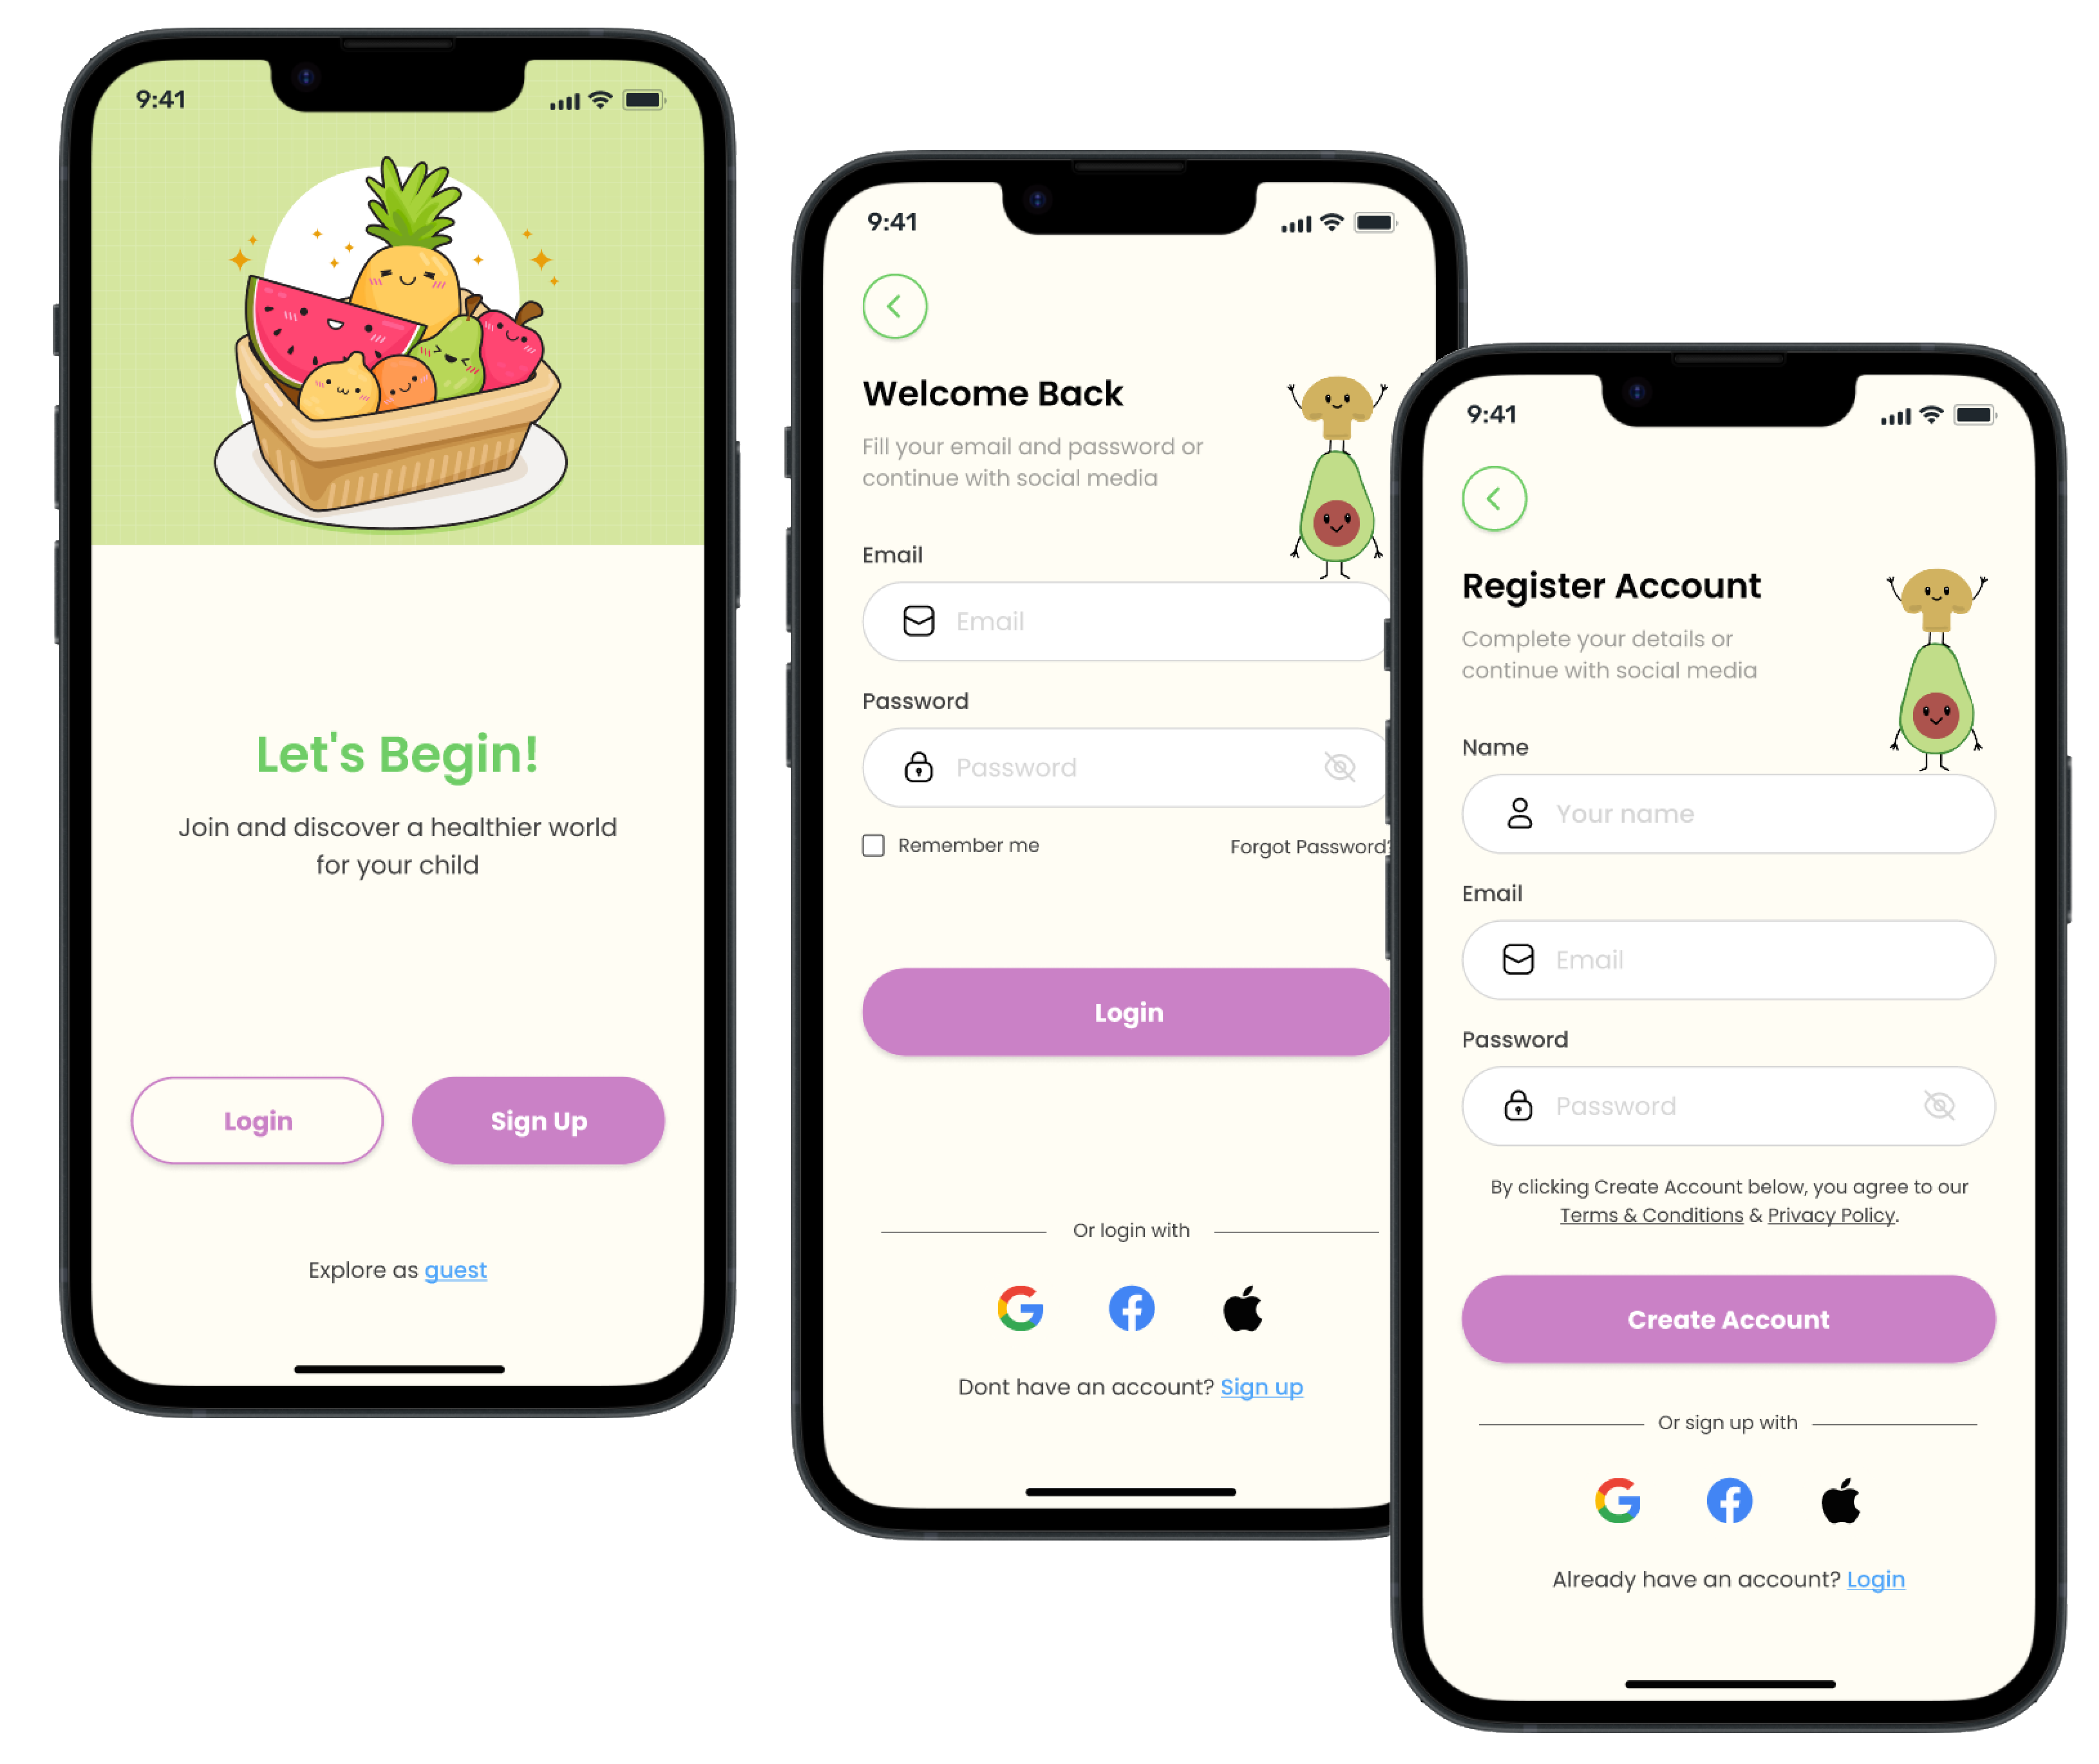 9:41
Let's Begin!
Join and discover a healthier world
for your child
Login
Sign Up
Explore as guest
9:41
Welcome Back
Fill your email and password or
continue with social media
Email
Email
Password
Password
Remember me
Forgot Password?
Login
Or login with
Dont have an account? Sign up
9:41
Register Account
Complete your details or
continue with social media
Name
Your name
Email
Email
Password
Password
By clicking Create Account below, you agree to our
Terms & Conditions & Privacy Policy.
Create Account
Or sign up with
Already have an account? Login